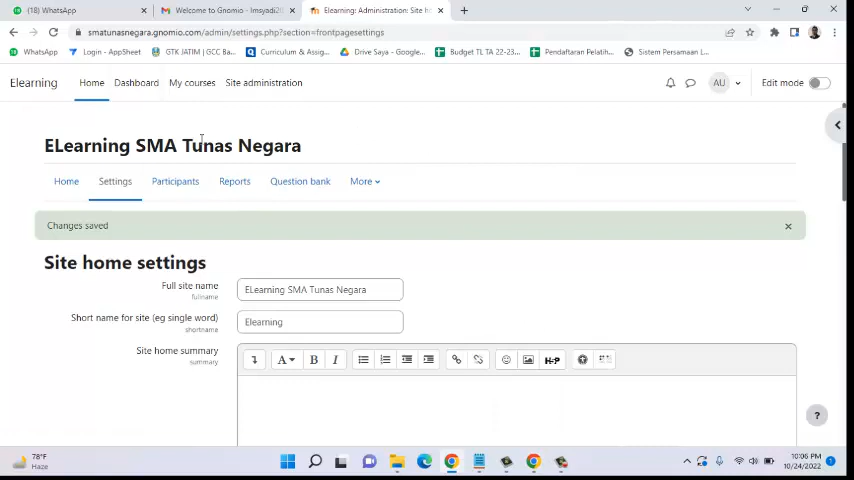 (18) WhatsApp
Welcome to Gnomio - lmsyadi20
Elearning: Administration: Site h
smatunasnegara.gnomio.com/admin/settings.php?section=frontpagesettings
WhatsApp
Login - AppSheet
GTK JATIM | GCC Ba...
Curriculum & Assig...
Drive Saya - Google...
Budget TL TA 22-23...
Pendaftaran Pelatih...
Sistem Persamaan L...
Elearning
Home
Dashboard
My courses
Site administration
AU
Edit mode
ELearning SMA Tunas Negara
Home
Settings
Participants
Reports
Question bank
More
Changes saved
Site home settings
Full site name
fullname
ELearning SMA Tunas Negara
Short name for site (eg single word)
shortname
Elearning
Site home summary
summary
A
B
I
H-P
?
78°F
Haze
10:06 PM
10/24/2022